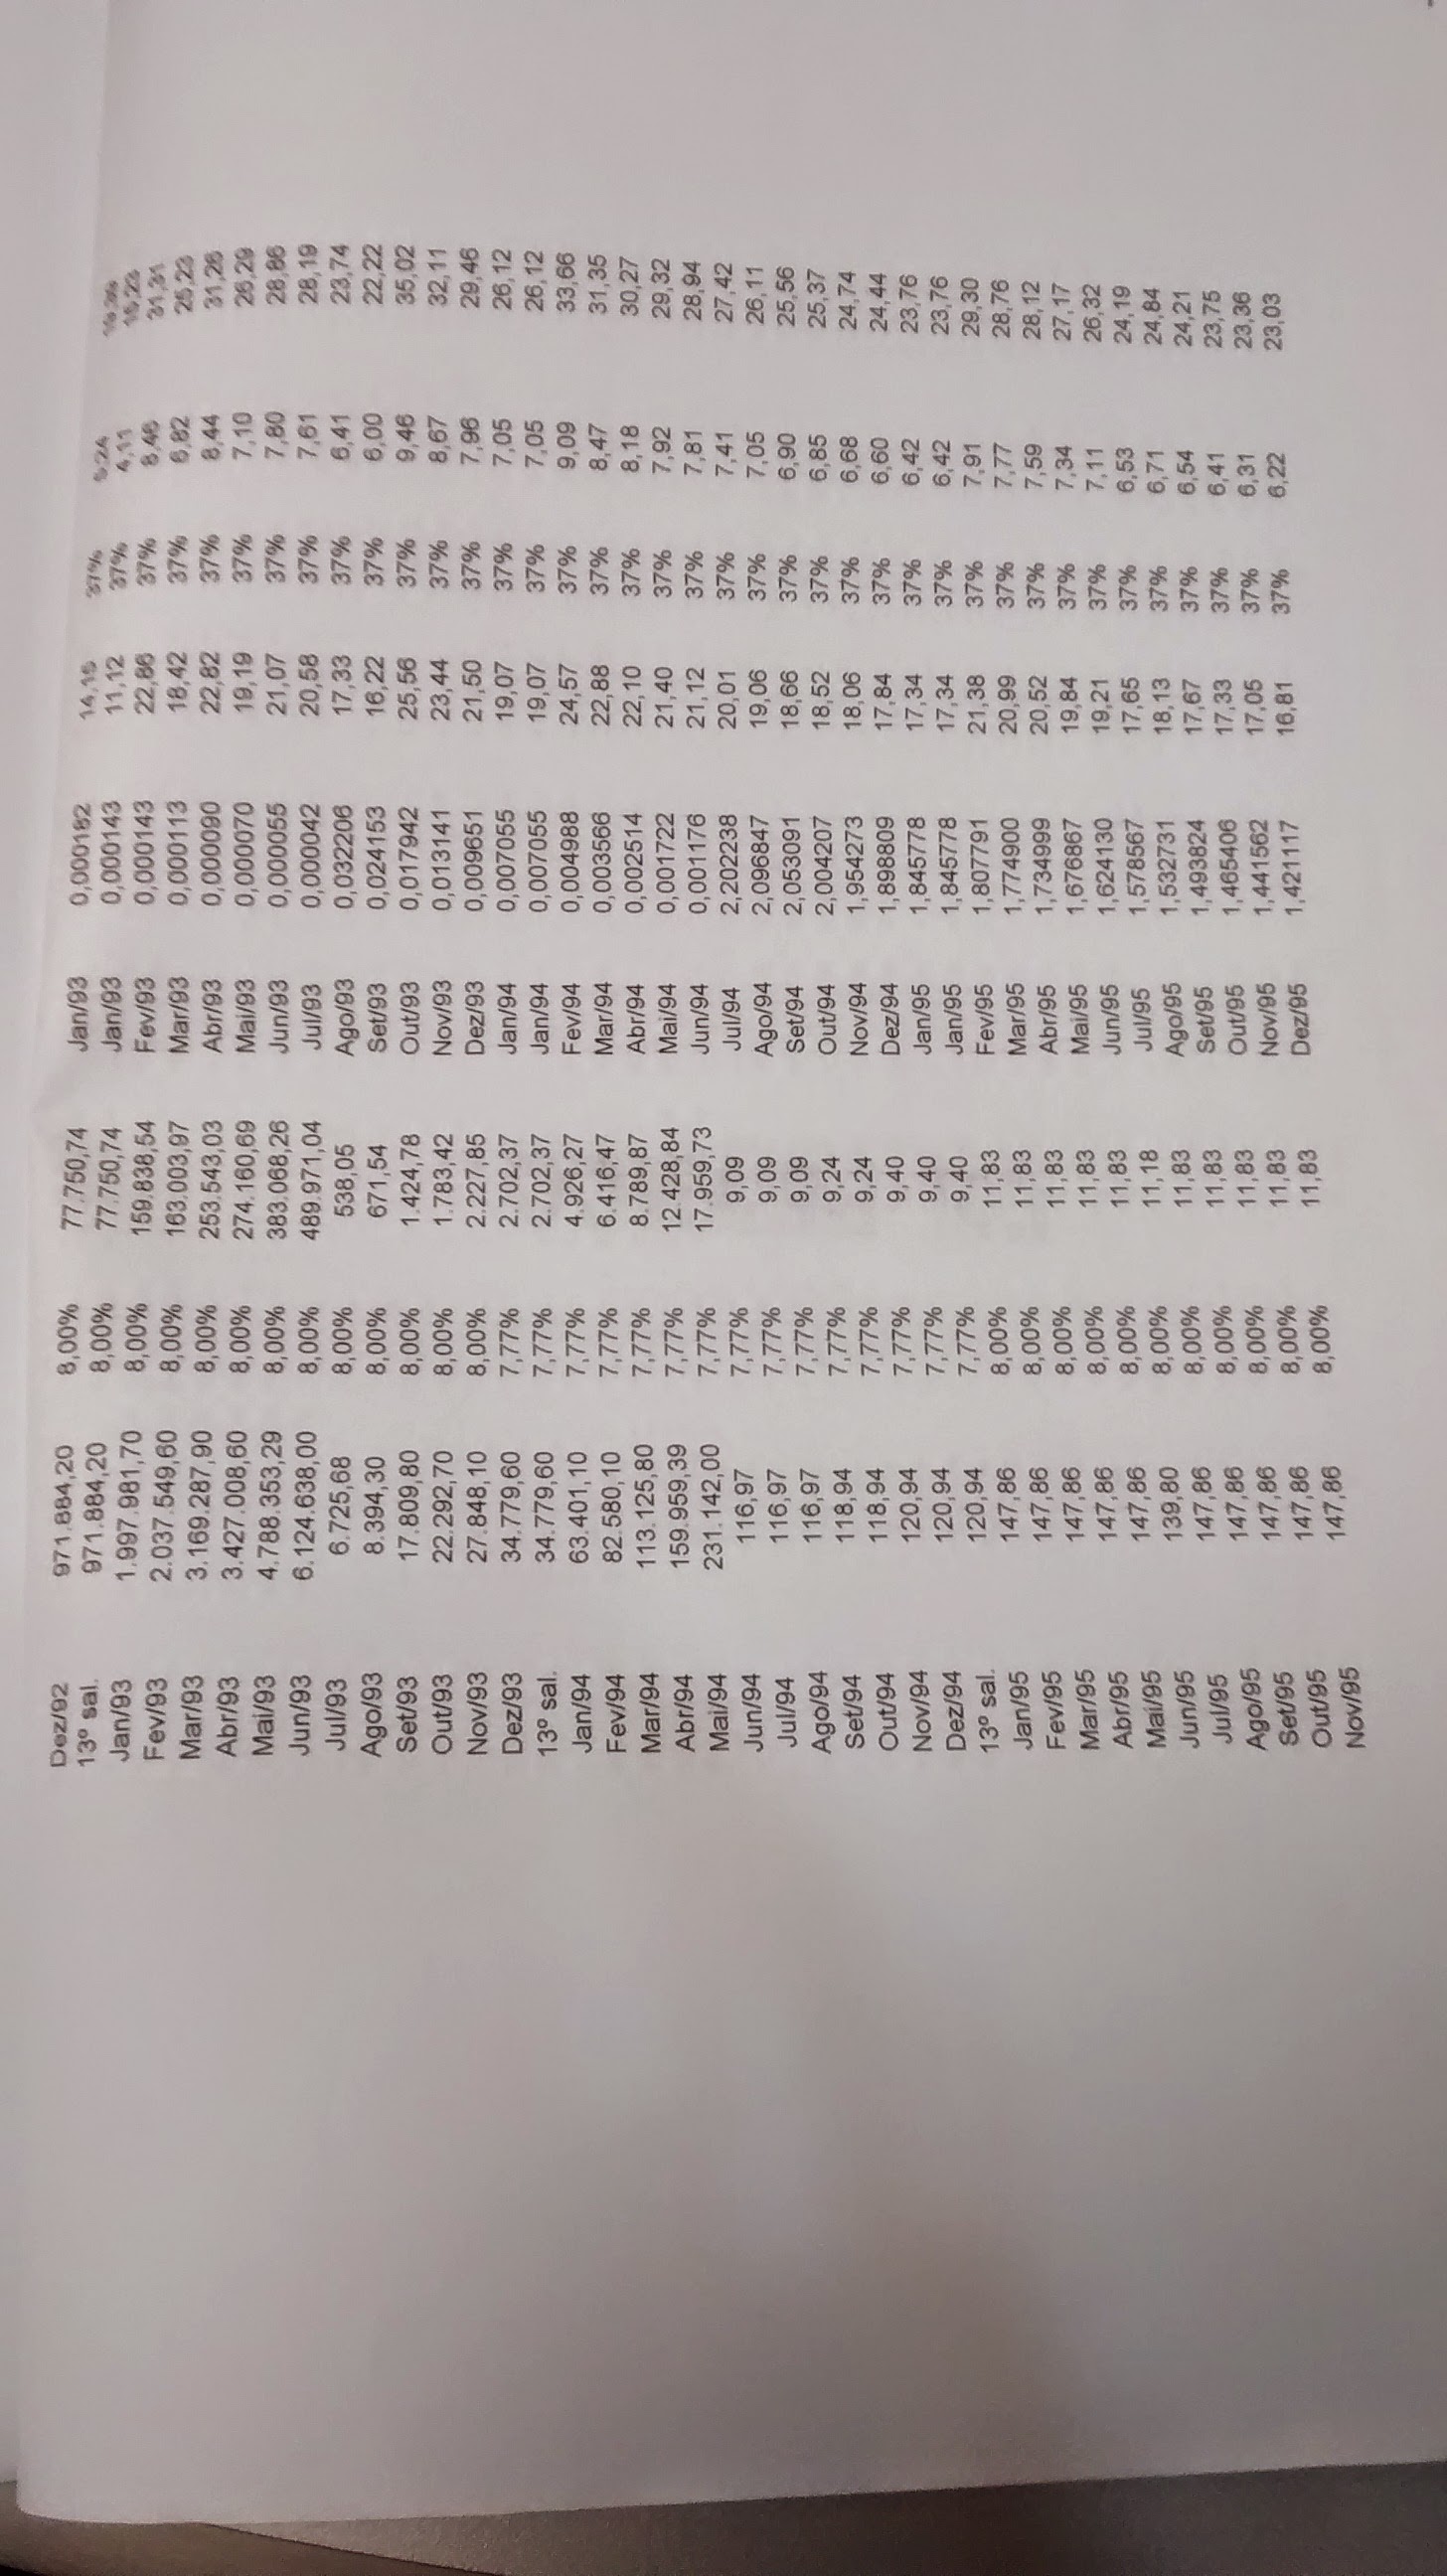 Dez/92 971.884,20 8,00% 77.750,74 Jan/93 0,000182 14,15 37% 5,24
13º sal. 971.884,20 8,00% 77.750,74 Jan/93 0,000143 11,12 37% 4,11 15,23
Jan/93 1.997.981,70 8,00% 159.838,54 Fev/93 0,000143 22,86 37% 8,46 31,31
Fev/93 2.037.549,60 8,00% 163.003,97 Mar/93 0,000113 18,42 37% 6,82 25,23
Mar/93 3.169.287,90 8,00% 253.543,03 Abr/93 0,000090 22,82 37% 8,44 31,26
Abr/93 3.427.008,60 8,00% 274.160,69 Mai/93 0,000070 19,19 37% 7,10 26,29
Mai/93 4.788.353,29 8,00% 383.068,26 Jun/93 0,000055 21,07 37% 7,80 28,86
Jun/93 6.124.638,00 8,00% 489.971,04 Jul/93 0,000042 20,58 37% 7,61 28,19
Jul/93 6.725,68 8,00% 538,05 Ago/93 0,032206 17,33 37% 6,41 23,74
Ago/93 8.394,30 8,00% 671,54 Set/93 0,024153 16,22 37% 6,00 22,22
Set/93 17.809,80 8,00% 1.424,78 Out/93 0,017942 25,56 37% 9,46 35,02
Out/93 22.292,70 8,00% 1.783,42 Nov/93 0,013141 23,44 37% 8,67 32,11
Nov/93 27.848,10 8,00% 2.227,85 Dez/93 0,009651 21,50 37% 7,96 29,46
Dez/93 34.779,60 7,77% 2.702,37 Jan/94 0,007055 19,07 37% 7,05 26,12
13º sal. 34.779,60 7,77% 2.702,37 Jan/94 0,007055 19,07 37% 7,05 26,12
Jan/94 63.401,10 7,77% 4.926,27 Fev/94 0,004988 24,57 37% 9,09 33,66
Fev/94 82.580,10 7,77% 6.416,47 Mar/94 0,003566 22,88 37% 8,47 31,35
Mar/94 113.125,80 7,77% 8.789,87 Abr/94 0,002514 22,10 37% 8,18 30,27
Abr/94 159.959,39 7,77% 12.428,84 Mai/94 0,001722 21,40 37% 7,92 29,32
Mai/94 231.142,00 7,77% 17.959,73 Jun/94 0,001176 21,12 37% 7,81 28,94
Jun/94 116,97 7,77% 9,09 Jul/94 2,202238 20,01 37% 7,41 27,42
Jul/94 116,97 7,77% 9,09 Ago/94 2,096847 19,06 37% 7,05 26,11
Ago/94 116,97 7,77% 9,09 Set/94 2,053091 18,66 37% 6,90 25,56
Set/94 118,94 7,77% 9,24 Out/94 2,004207 18,52 37% 6,85 25,37
Out/94 118,94 7,77% 9,24 Nov/94 1,954273 18,06 37% 6,68 24,74
Nov/94 120,94 7,77% 9,40 Dez/94 1,898809 17,84 37% 6,60 24,44
Dez/94 120,94 7,77% 9,40 Jan/95 1,845778 17,34 37% 6,42 23,76
13º sal. 120,94 7,77% 9,40 Jan/95 1,845778 17,34 37% 6,42 23,76
Jan/95 147,86 8,00% 11,83 Fev/95 1,807791 21,38 37% 7,91 29,30
Fev/95 147,86 8,00% 11,83 Mar/95 1,774900 20,99 37% 7,77 28,76
Mar/95 147,86 8,00% 11,83 Abr/95 1,734999 20,52 37% 7,59 28,12
Abr/95 147,86 8,00% 11,83 Mai/95 1,676867 19,84 37% 7,34 27,17
Mai/95 147,86 8,00% 11,83 Jun/95 1,624130 19,21 37% 7,11 26,32
Jun/95 139,80 8,00% 11,18 Jul/95 1,578567 17,65 37% 6,53 24,19
Jul/95 147,86 8,00% 11,83 Ago/95 1,532731 18,13 37% 6,71 24,84
Ago/95 147,86 8,00% 11,83 Set/95 1,493824 17,67 37% 6,54 24,21
Set/95 147,86 8,00% 11,83 Out/95 1,465406 17,33 37% 6,41 23,75
Out/95 147,86 8,00% 11,83 Nov/95 1,441562 17,05 37% 6,31 23,36
Nov/95 147,86 8,00% 11,83 Dez/95 1,421117 16,81 37% 6,22 23,03